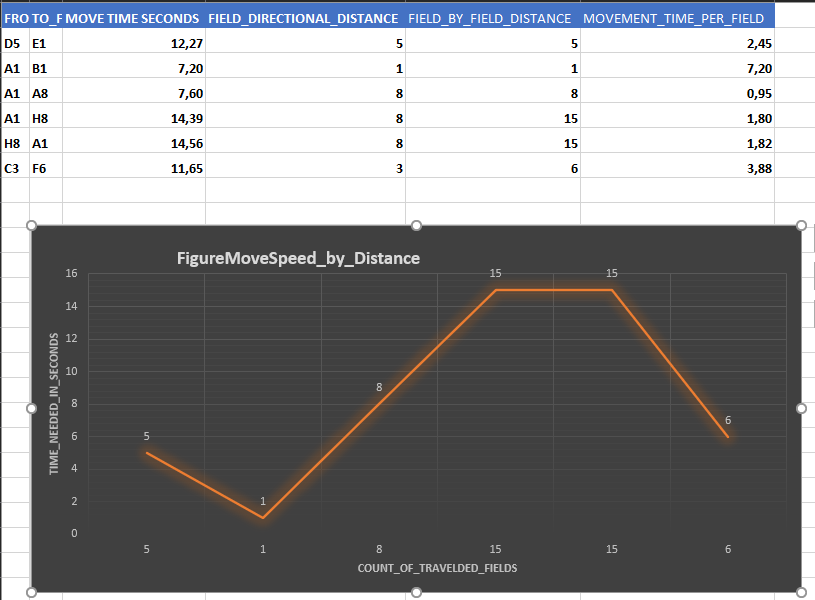 FRO TO_F MOVE TIME SECONDS FIELD_DIRECTIONAL_DISTANCE FIELD_BY_FIELD_DISTANCE MOVEMENT_TIME_PER_FIELD
D5 E1 12,27 5 5 2,45
A1 B1 7,20 1 1 7,20
A1 A8 7,60 8 8 0,95
A1 H8 14,39 8 15 1,80
H8 A1 14,56 8 15 1,82
C3 F6 11,65 3 6 3,88
FigureMoveSpeed_by_Distance
TIME_NEEDED_IN_SECONDS
16
14
12
10
8
6
4
2
0
5
1
8
15
15
6
5 1 8 15 15 6
COUNT_OF_TRAVELDED_FIELDS